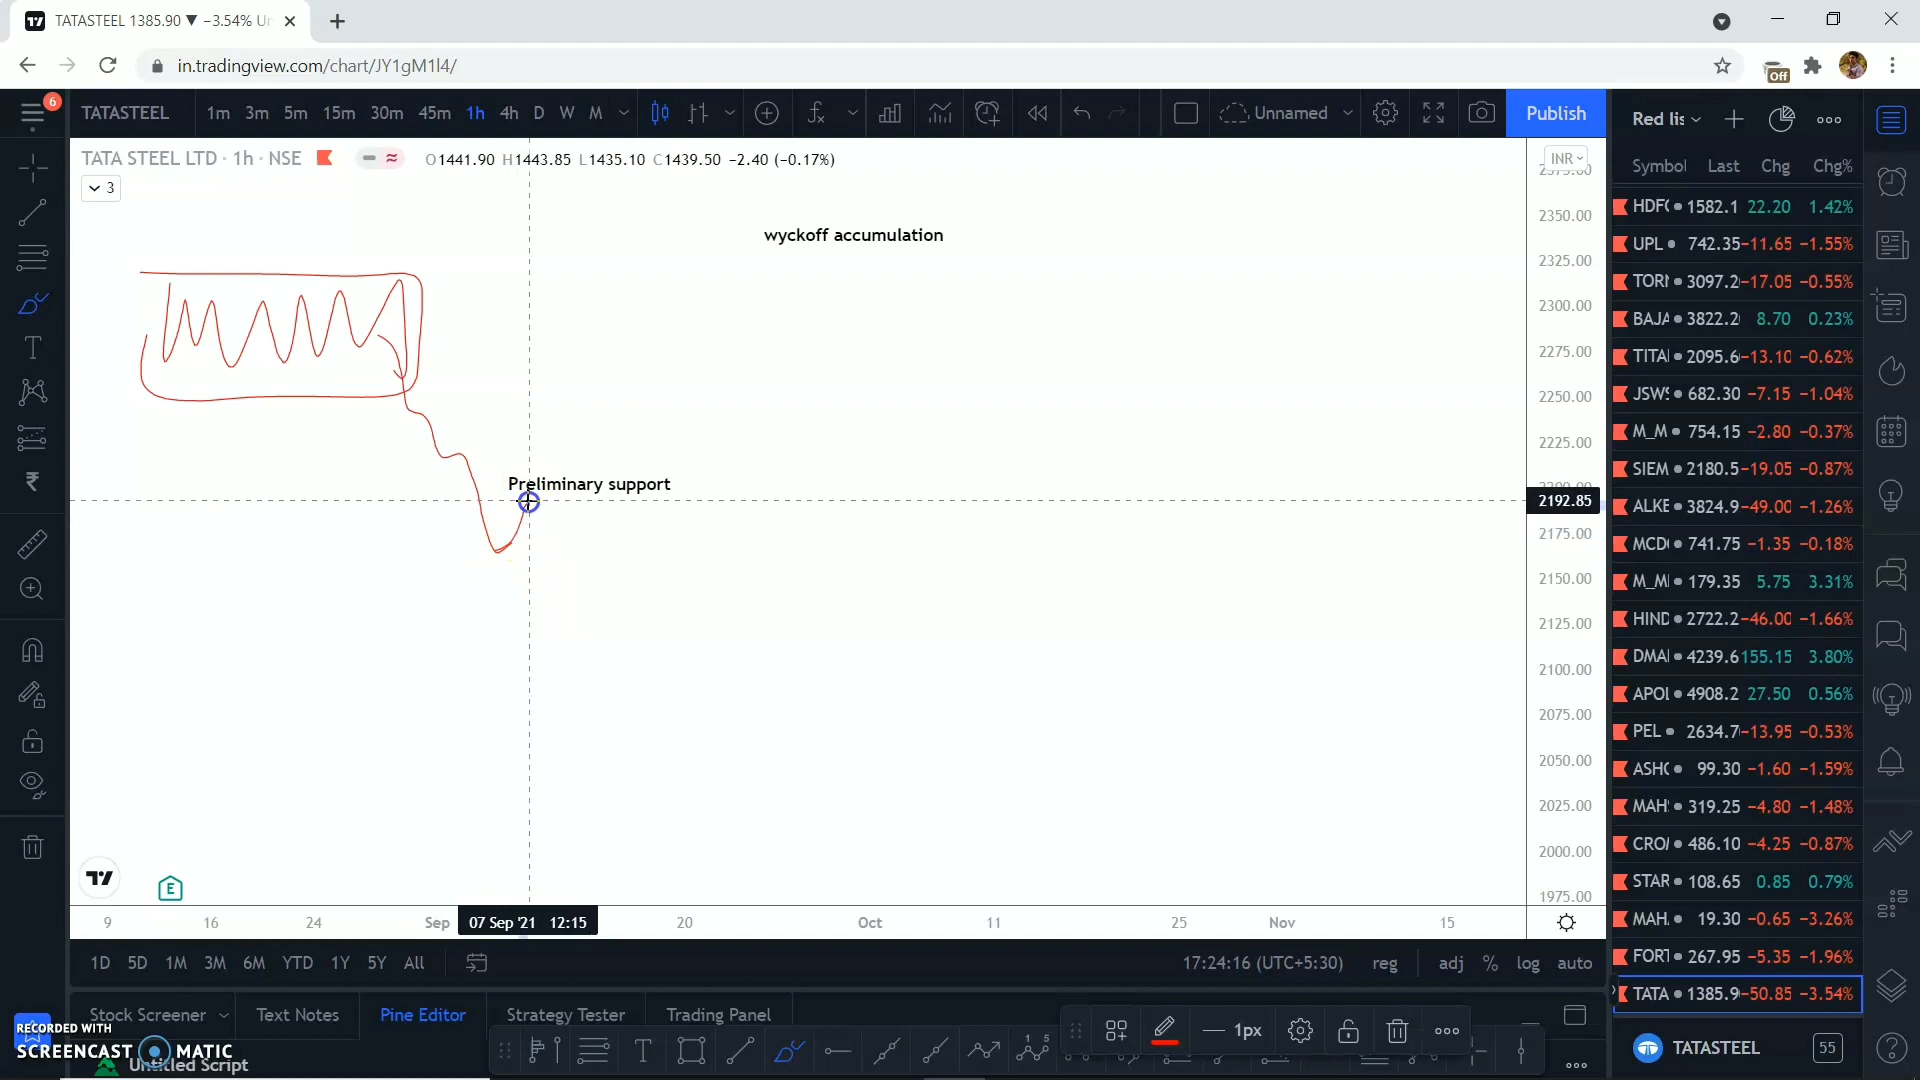 TATASTEEL 1385.90 ▼ −3.54% Un
in.tradingview.com/chart/JY1gM1l4/
Off
6
TATASTEEL 1m 3m 5m 15m 30m 45m 1h 4h D W M Unnamed Publish
Red lis
TATA STEEL LTD · 1h · NSE O1441.90 H1443.85 L1435.10 C1439.50 −2.40 (−0.17%)
INR
3
Symbol Last Chg Chg%
wyckoff accumulation
Preliminary support
2350.00
2325.00
2300.00
2275.00
2250.00
2225.00
2192.85
2175.00
2150.00
2125.00
2100.00
2075.00
2050.00
2025.00
2000.00
1975.00
HDF 1582.1 22.20 1.42%
UPL 742.35 −11.65 −1.55%
TOR 3097.2 −17.05 −0.55%
BAJA 3822.2 8.70 0.23%
TITA 2095.6 −13.10 −0.62%
JSWS 682.30 −7.15 −1.04%
M_M 754.15 −2.80 −0.37%
SIEM 2180.5 −19.05 −0.87%
ALKE 3824.9 −49.00 −1.26%
MCD 741.75 −1.35 −0.18%
M_M 179.35 5.75 3.31%
HIND 2722.2 −46.00 −1.66%
DMA 4239.6 155.15 3.80%
APO 4908.2 27.50 0.56%
PEL 2634.7 −13.95 −0.53%
ASH 99.30 −1.60 −1.59%
MAH 319.25 −4.80 −1.48%
CRO 486.10 −4.25 −0.87%
STAR 108.65 0.85 0.79%
MAH 19.30 −0.65 −3.26%
FORT 267.95 −5.35 −1.96%
TATA 1385.9 −50.85 −3.54%
E
9 16 24 Sep 07 Sep '21 12:15 20 Oct 11 25 Nov 15
1D 5D 1M 3M 6M YTD 1Y 5Y All 17:24:16 (UTC+5:30) reg adj % log auto
Stock Screener Text Notes Pine Editor Strategy Tester Trading Panel
1px
TATASTEEL 55
RECORDED WITH
SCREENCAST MATIC
Untitled Script